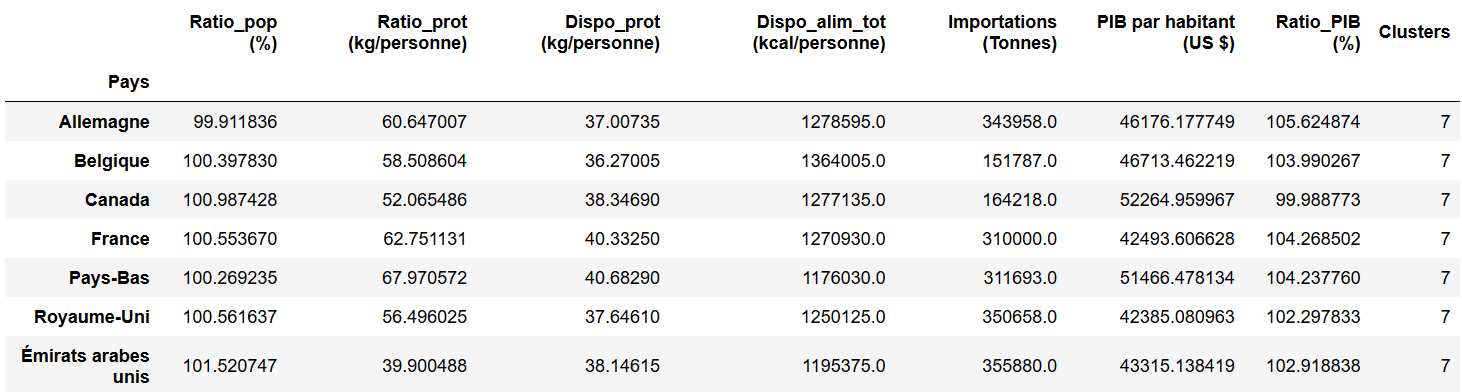 Ratio_pop (%) Ratio_prot (kg/personne) Dispo_prot (kg/personne) Dispo_alim_tot (kcal/personne) Importations (Tonnes) PIB par habitant (US $) Ratio_PIB (%) Clusters
Pays
Allemagne 99.911836 60.647007 37.00735 1278595.0 343958.0 46176.177749 105.624874 7
Belgique 100.397830 58.508604 36.27005 1364005.0 151787.0 46713.462219 103.990267 7
Canada 100.987428 52.065486 38.34690 1277135.0 164218.0 52264.959967 99.988773 7
France 100.553670 62.751131 40.33250 1270930.0 310000.0 42493.606628 104.268502 7
Pays-Bas 100.269235 67.970572 40.68290 1176030.0 311693.0 51466.478134 104.237760 7
Royaume-Uni 100.561637 56.496025 37.64610 1250125.0 350658.0 42385.080963 102.297833 7
Émirats arabes unis 101.520747 39.900488 38.14615 1195375.0 355880.0 43315.138419 102.918838 7